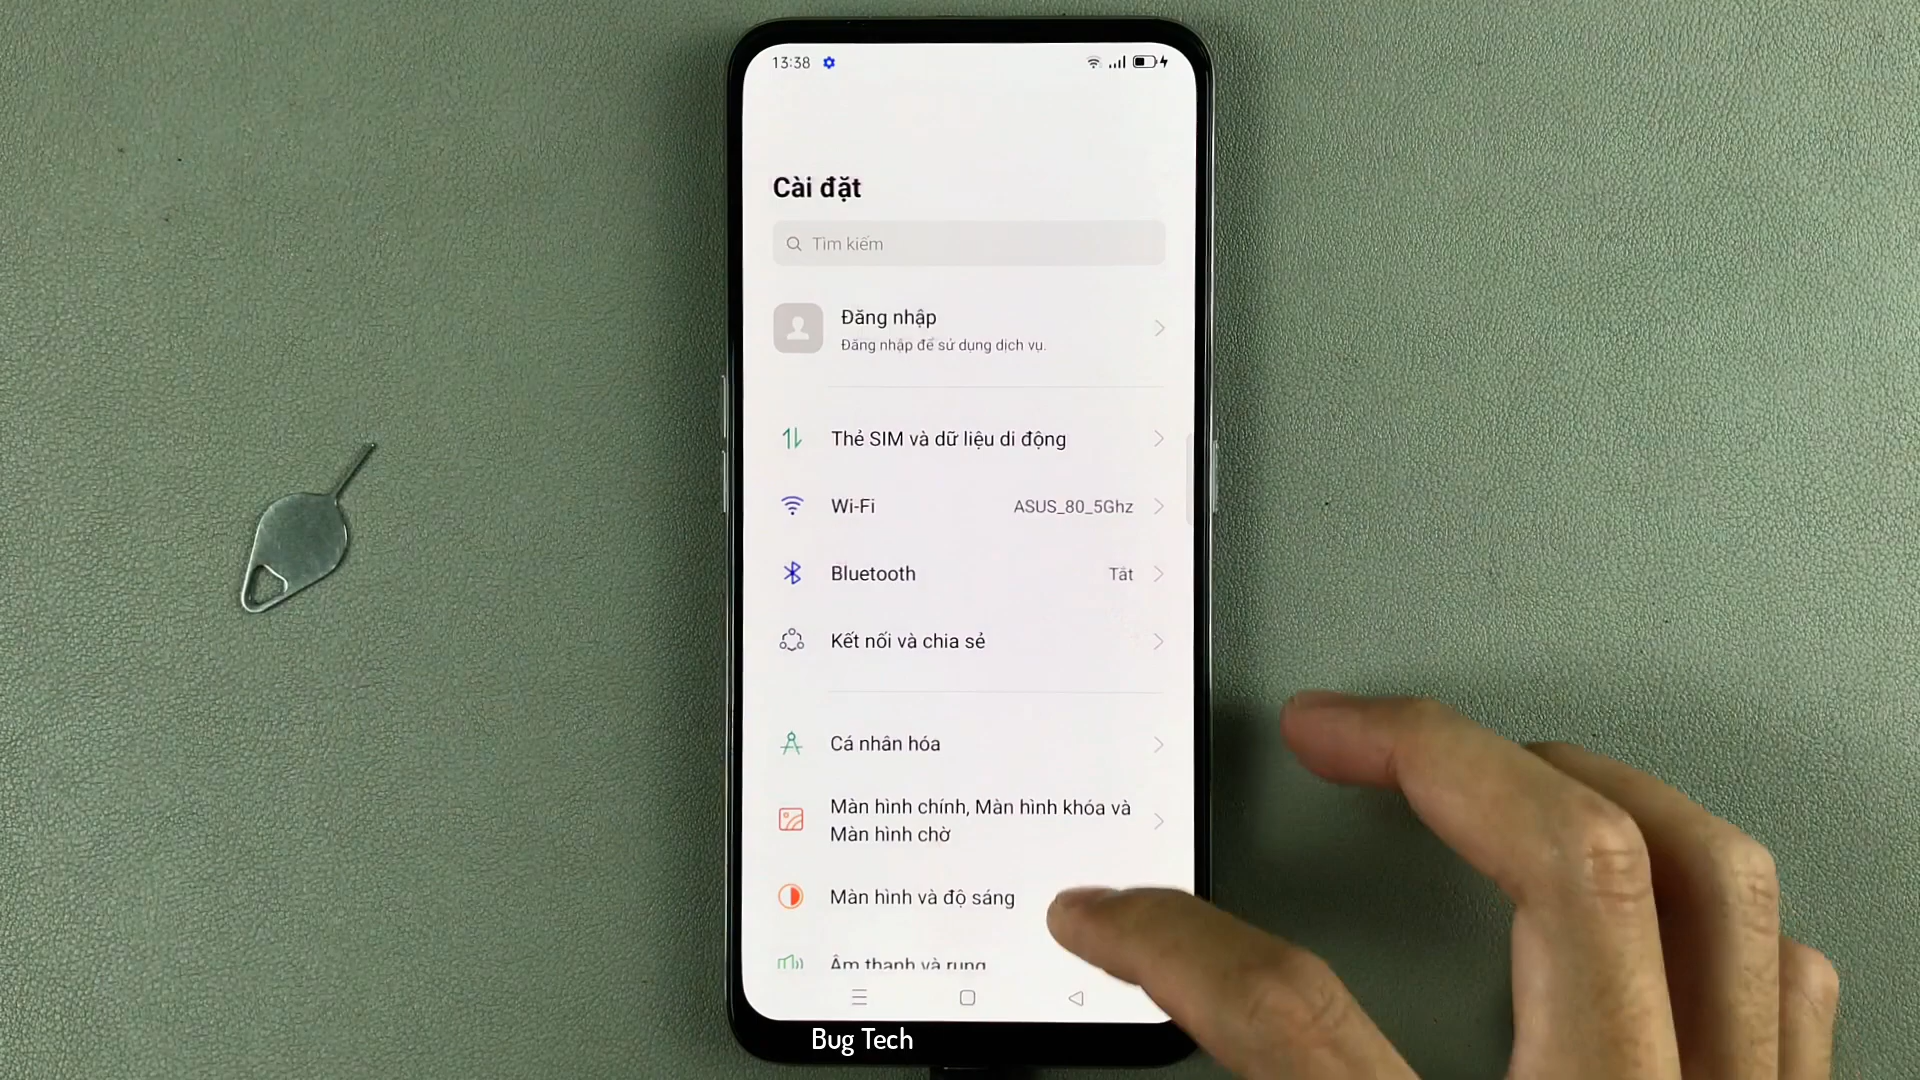 13:38
Cài đặt
Tìm kiếm
Đăng nhập
Đăng nhập để sử dụng dịch vụ.
Thẻ SIM và dữ liệu di động
Wi-Fi ASUS_80_5Ghz
Bluetooth Tắt
Kết nối và chia sẻ
Cá nhân hóa
Màn hình chính, Màn hình khóa và
Màn hình chờ
Màn hình và độ sáng
Âm thanh và rung
Bug Tech